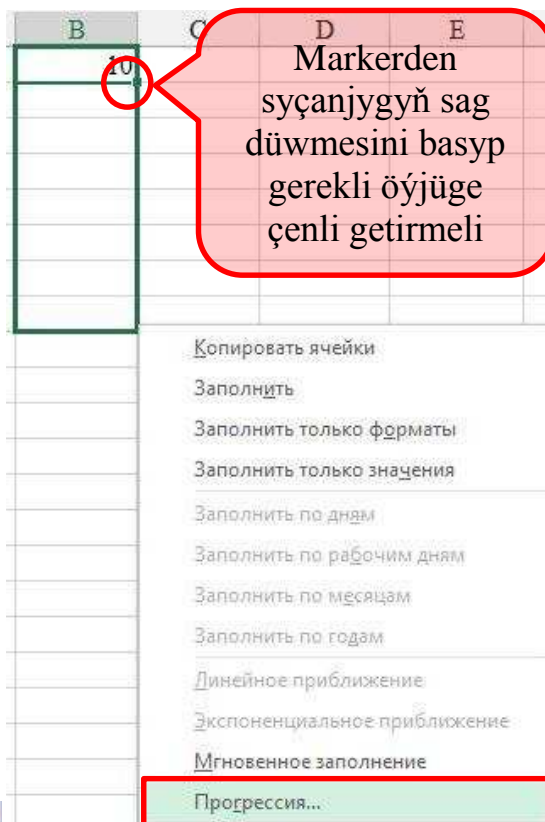 B C D E
10
Markerden
syçanjygyň sag
düwmesini basyp
gerekli öýjüge
çenli getirmeli
Копировать ячейки
Заполнить
Заполнить только форматы
Заполнить только значения
Заполнить по дням
Заполнить по рабочим дням
Заполнить по месяцам
Заполнить по годам
Линейное приближение
Экспоненциальное приближение
Мгновенное заполнение
Прогрессия...